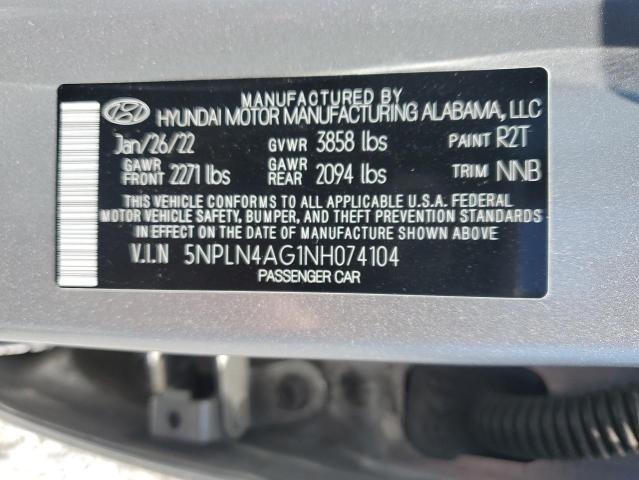 MANUFACTURED BY
HYUNDAI MOTOR MANUFACTURING ALABAMA, LLC
Jan/26/22 GVWR 3858 lbs PAINT R2T
GAWR FRONT 2271 lbs GAWR REAR 2094 lbs TRIM NNB
THIS VEHICLE CONFORMS TO ALL APPLICABLE U.S.A. FEDERAL
MOTOR VEHICLE SAFETY, BUMPER, AND THEFT PREVENTION STANDARDS
IN EFFECT ON THE DATE OF MANUFACTURE SHOWN ABOVE.
V.I.N 5NPLN4AG1NH074104
PASSENGER CAR